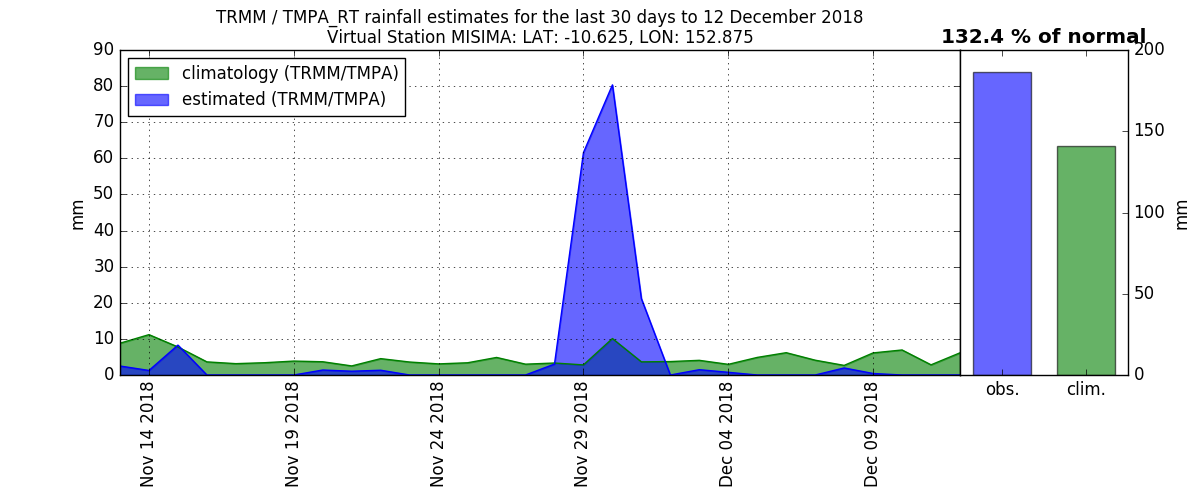 TRMM / TMPA_RT rainfall estimates for the last 30 days to 12 December 2018
Virtual Station MISIMA: LAT: -10.625, LON: 152.875
132.4 % of normal
climatology (TRMM/TMPA)
estimated (TRMM/TMPA)
mm
90
80
70
60
50
40
30
20
10
0
Nov 14 2018
Nov 19 2018
Nov 24 2018
Nov 29 2018
Dec 04 2018
Dec 09 2018
obs.
clim.
200
150
100
50
0
mm